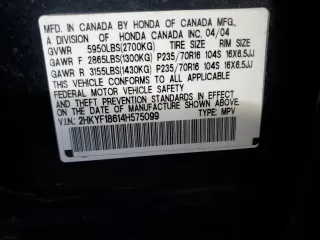 MFD. IN CANADA BY HONDA OF CANADA MFG.,
A DIVISION OF HONDA CANADA INC. 04/04
GVWR 5950LBS(2700KG) TIRE SIZE RIM SIZE
GAWR F 2865LBS(1300KG) P235/70R16 104S 16X6.5JJ
GAWR R 3155LBS(1430KG) P235/70R16 104S 16X6.5JJ
THIS VEHICLE CONFORMS TO ALL APPLICABLE
FEDERAL MOTOR VEHICLE SAFETY
STANDARDS IN EFFECT ON THE DATE OF
MANUFACTURE SHOWN ABOVE.
V.I.N.: 2HKYF18614H575099 TYPE: MPV